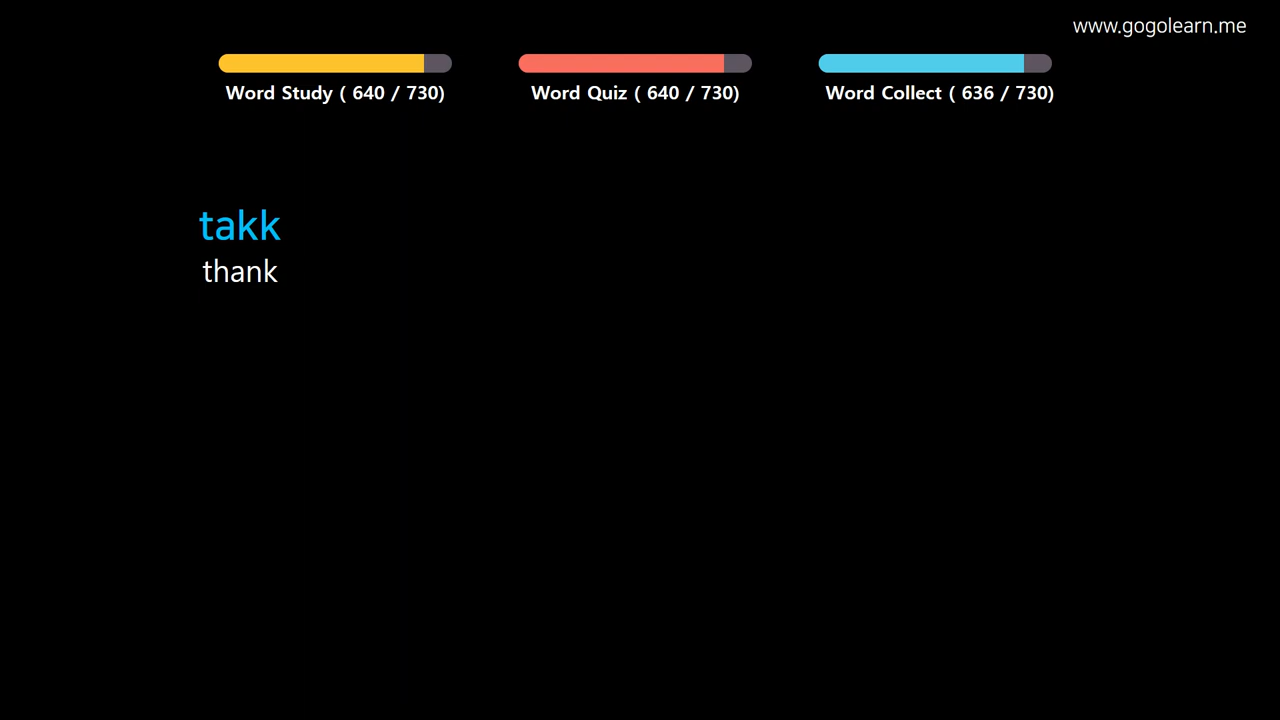 www.gogolearn.me
Word Study ( 640 / 730)
Word Quiz ( 640 / 730)
Word Collect ( 636 / 730)
takk
thank